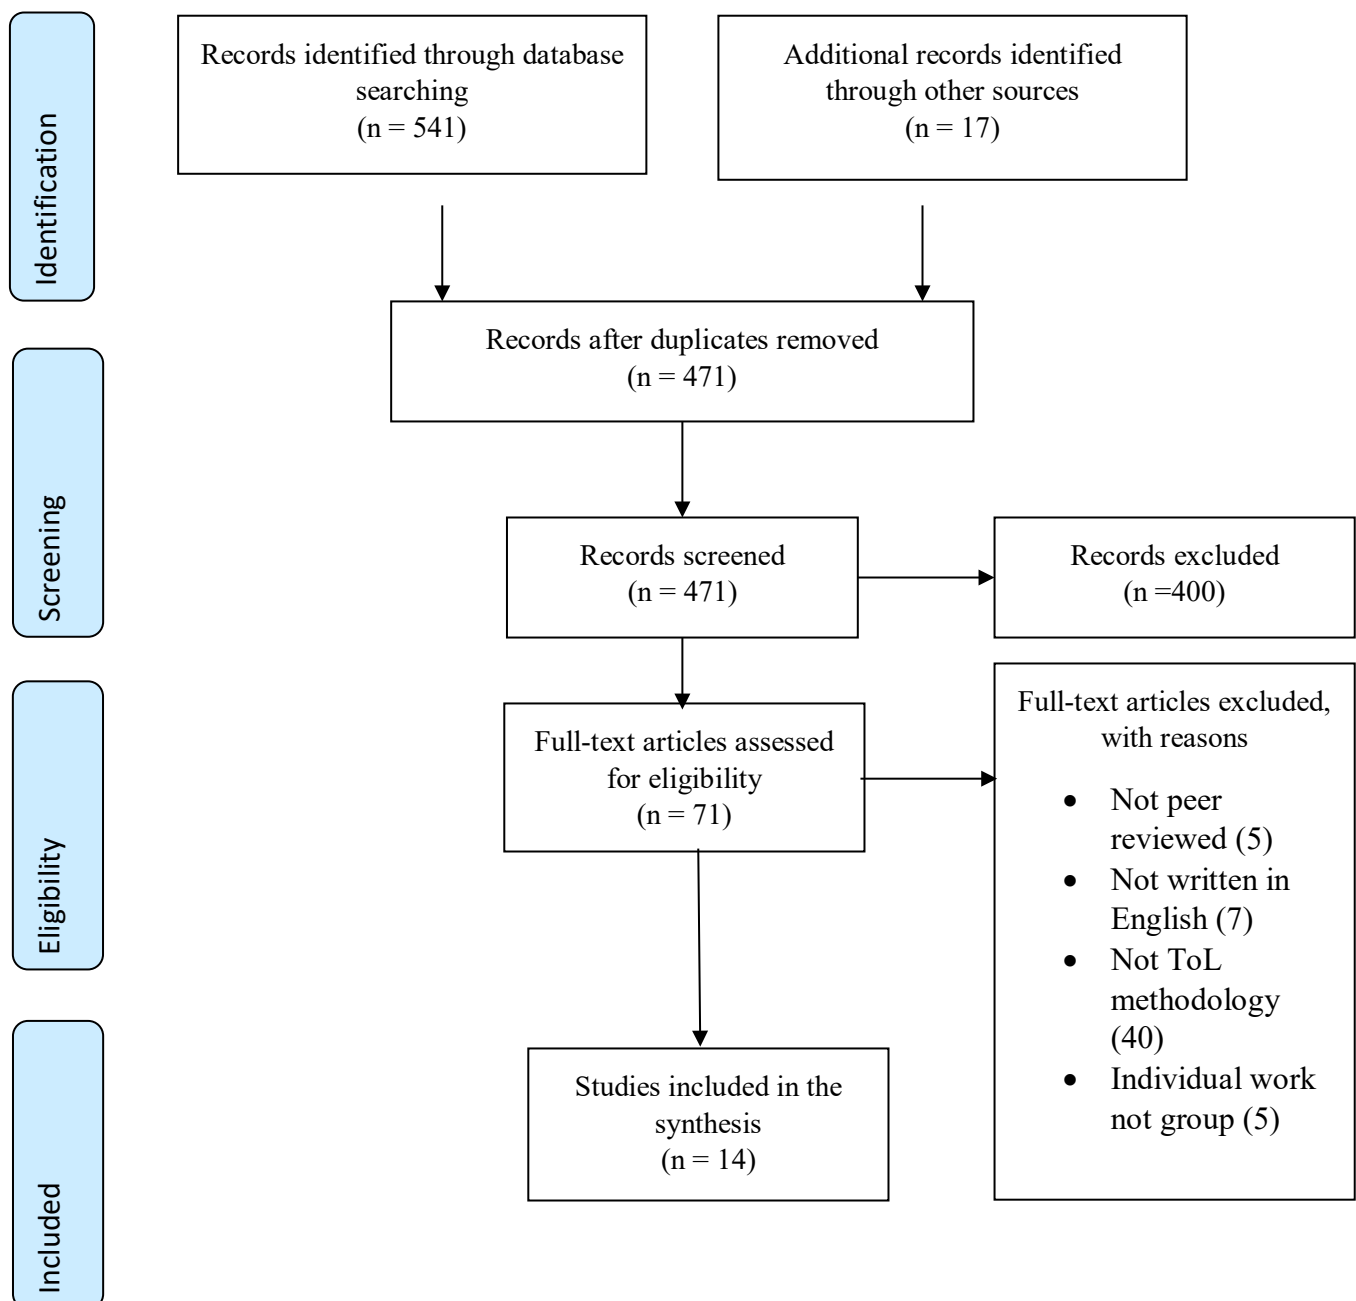 Identification
Records identified through database
searching
(n = 541)
Additional records identified
through other sources
(n = 17)
Records after duplicates removed
(n = 471)
Screening
Records screened
(n = 471)
Records excluded
(n =400)
Eligibility
Full-text articles assessed
for eligibility
(n = 71)
Full-text articles excluded,
with reasons
• Not peer
reviewed (5)
• Not written in
English (7)
• Not ToL
methodology
(40)
• Individual work
not group (5)
Included
Studies included in the
synthesis
(n = 14)